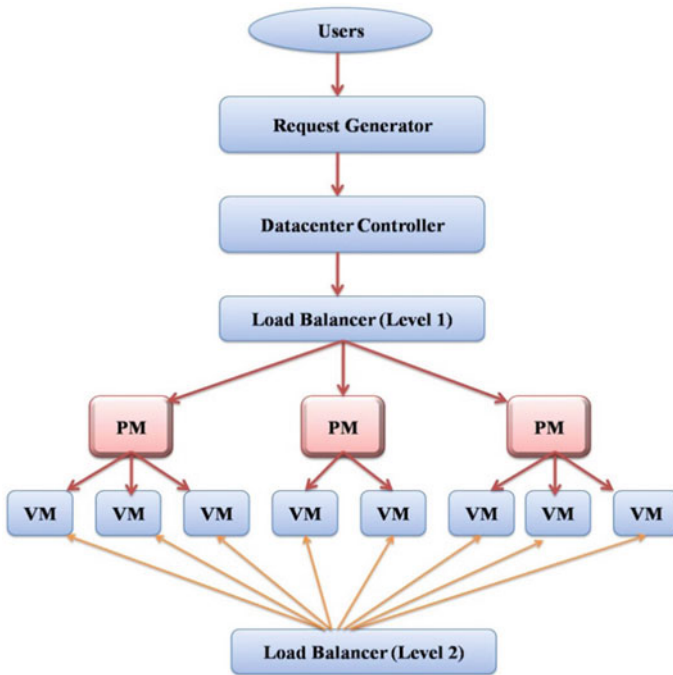 Users
Request Generator
Datacenter Controller
Load Balancer (Level 1)
PM
PM
PM
VM
VM
VM
VM
VM
VM
VM
VM
Load Balancer (Level 2)